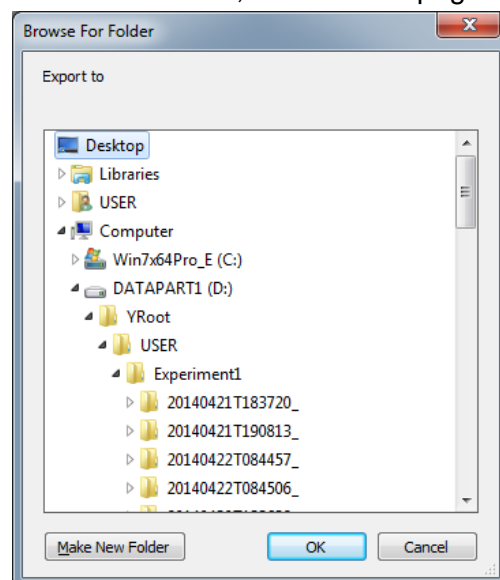 Browse For Folder
Export to
Desktop
Libraries
USER
Computer
Win7x64Pro_E (C:)
DATAPART1 (D:)
YRoot
USER
Experiment1
20140421T183720_
20140421T190813_
20140422T084457_
20140422T084506_
Make New Folder
OK
Cancel